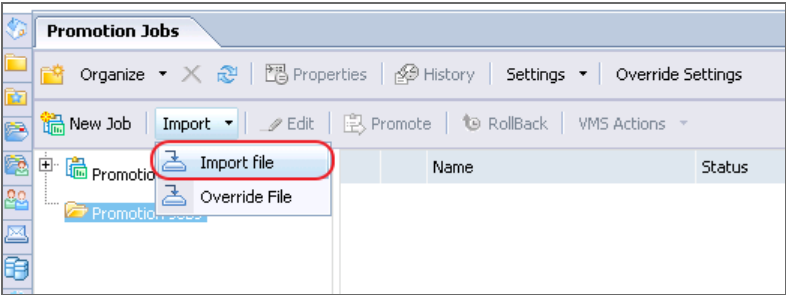 Promotion Jobs
Organize Properties History Settings Override Settings
New Job Import Edit Promote RollBack VMS Actions
Import file Name Status
Promotio
Override File
Promotion Jobs